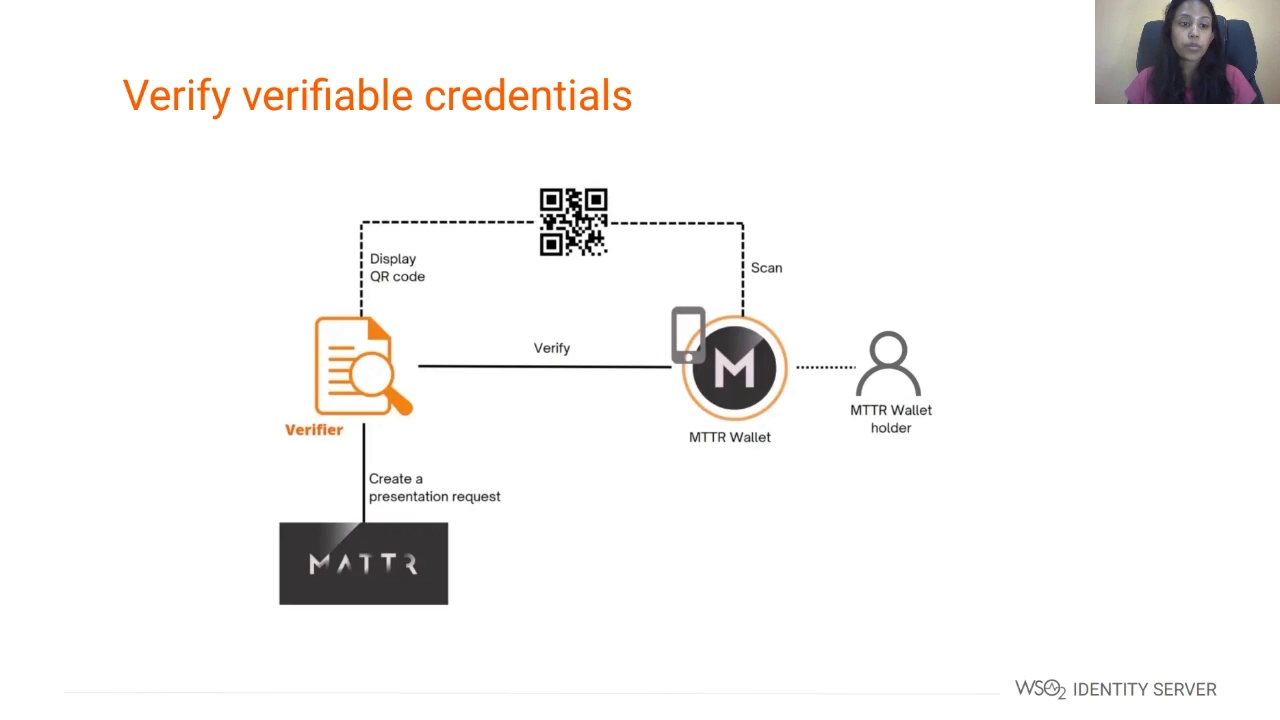 Verify verifiable credentials
Display
QR code
Scan
Verify
M
Verifier
MTTR Wallet
MTTR Wallet
holder
Create a
presentation request
MATTR
WSO2 IDENTITY SERVER